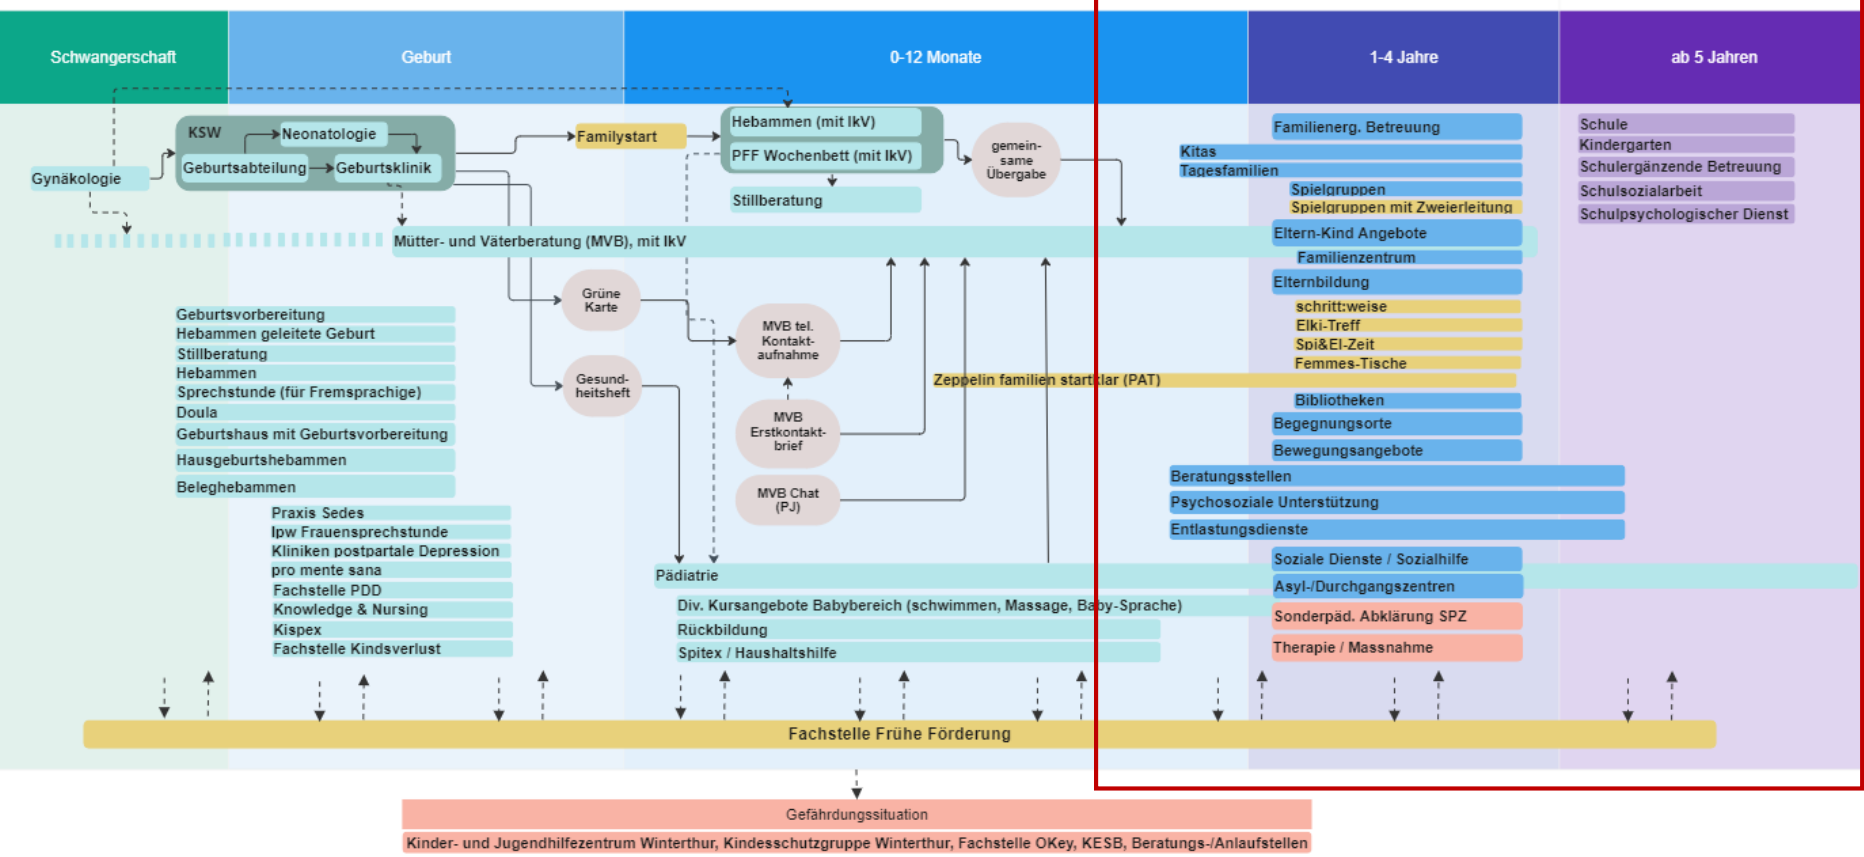 Schwangerschaft
Geburt
0-12 Monate
1-4 Jahre
ab 5 Jahren
Gynäkologie
KSW
Neonatologie
Geburtsabteilung
Geburtsklinik
Familystart
Hebammen (mit IkV)
PFF Wochenbett (mit IkV)
Stillberatung
gemein-
same
Übergabe
Mütter- und Väterberatung (MVB), mit IkV
Grüne
Karte
Gesund-
heitsheft
MVB tel.
Kontakt-
aufnahme
MVB
Erstkontakt-
brief
MVB Chat
(PJ)
Geburtsvorbereitung
Hebammen geleitete Geburt
Stillberatung
Hebammen
Sprechstunde (für Fremsprachige)
Doula
Geburtshaus mit Geburtsvorbereitung
Hausgeburtshebammen
Beleghebammen
Praxis Sedes
Ipw Frauensprechstunde
Kliniken postpartale Depression
pro mente sana
Fachstelle PDD
Knowledge & Nursing
Kispex
Fachstelle Kindsverlust
Pädiatrie
Div. Kursangebote Babybereich (schwimmen, Massage, Baby-Sprache)
Rückbildung
Spitex / Haushaltshilfe
Familienerg. Betreuung
Kitas
Tagesfamilien
Spielgruppen
Spielgruppen mit Zweierleitung
Eltern-Kind Angebote
Familienzentrum
Elternbildung
schritt:weise
Elki-Treff
Spi&El-Zeit
Femmes-Tische
Zeppelin familien startklar (PAT)
Bibliotheken
Begegnungsorte
Bewegungsangebote
Beratungsstellen
Psychosoziale Unterstützung
Entlastungsdienste
Soziale Dienste / Sozialhilfe
Asyl-/Durchgangszentren
Sonderpäd. Abklärung SPZ
Therapie / Massnahme
Schule
Kindergarten
Schulergänzende Betreuung
Schulsozialarbeit
Schulpsychologischer Dienst
Fachstelle Frühe Förderung
Gefährdungssituation
Kinder- und Jugendhilfezentrum Winterthur, Kindesschutzgruppe Winterthur, Fachstelle OKey, KESB, Beratungs-/Anlaufstellen